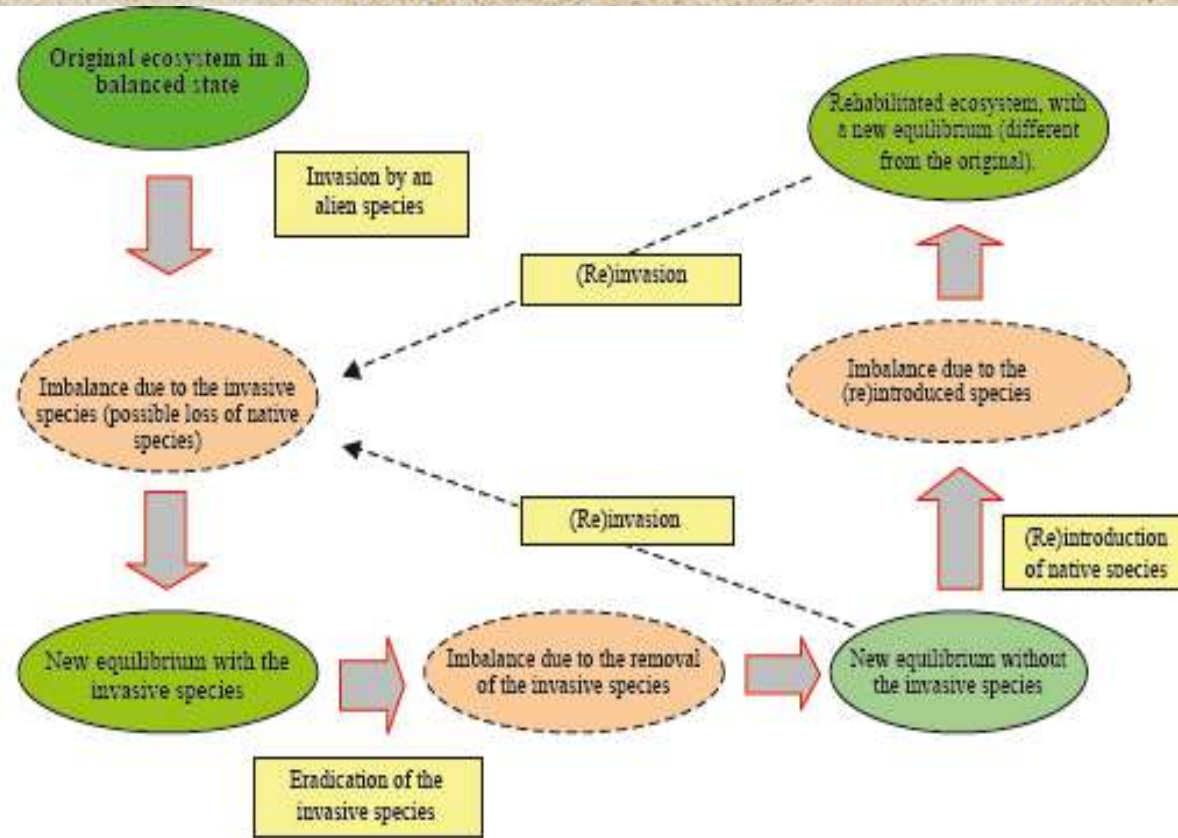 Original ecosystem in a
balanced state
Invasion by an
alien species
Imbalance due to the invasive
species (possible loss of native
species)
New equilibrium with the
invasive species
Eradication of the
invasive species
Imbalance due to the removal
of the invasive species
New equilibrium without
the invasive species
(Re)invasion
(Re)introduction
of native species
Imbalance due to the
(re)introduced species
Rehabilitated ecosystem, with
a new equilibrium (different
from the original).
(Re)invasion